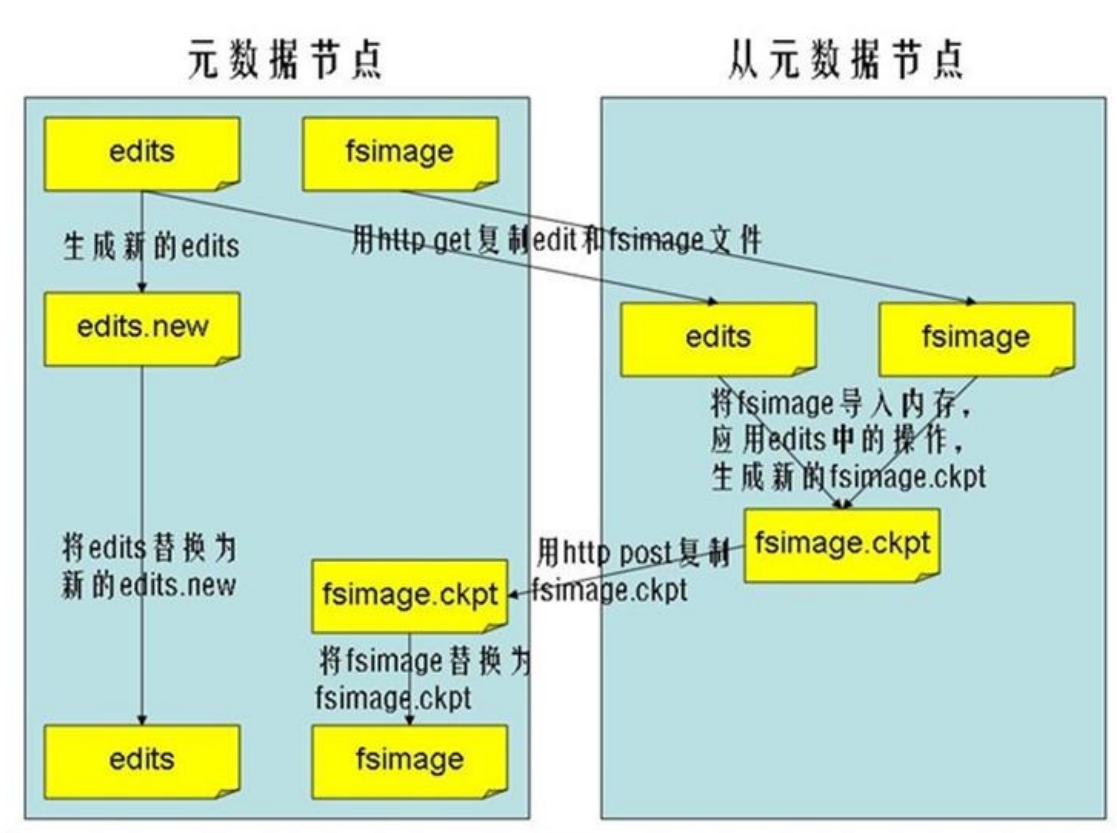 元数据节点
从元数据节点
edits
fsimage
生成新的edits
用http get复制edit和fsimage文件
edits.new
edits
fsimage
将fsimage导入内存，
应用edits中的操作，
生成新的fsimage.ckpt
将edits替换为
新的edits.new
用http post复制
fsimage.ckpt
fsimage.ckpt
fsimage.ckpt
将fsimage替换为
fsimage.ckpt
edits
fsimage